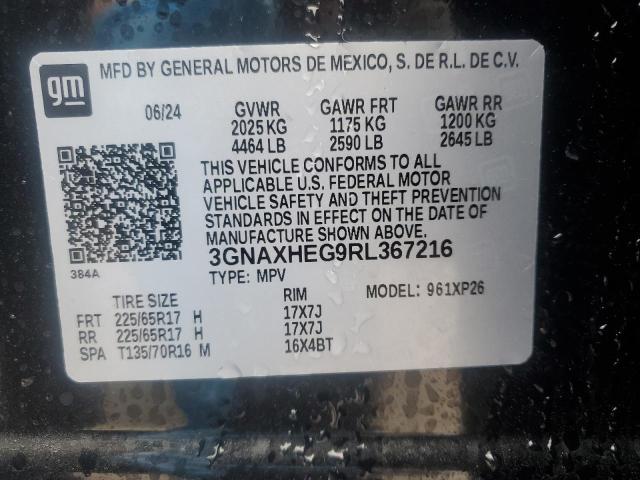 gm
MFD BY GENERAL MOTORS DE MEXICO, S. DE R.L. DE C.V.
06/24 GVWR GAWR FRT GAWR RR
2025 KG 1175 KG 1200 KG
4464 LB 2590 LB 2645 LB
THIS VEHICLE CONFORMS TO ALL
APPLICABLE U.S. FEDERAL MOTOR
VEHICLE SAFETY AND THEFT PREVENTION
STANDARDS IN EFFECT ON THE DATE OF
MANUFACTURE SHOWN ABOVE.
384A
3GNAXHEG9RL367216
TYPE: MPV
MODEL: 961XP26
TIRE SIZE RIM
FRT 225/65R17 H 17X7J
RR 225/65R17 H 17X7J
SPA T135/70R16 M 16X4BT